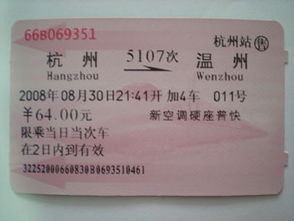 66B069351 杭州站 售
杭州 5107次 温州
Hangzhou Wenzhou
2008年08月30日21:41开 加4车 011号
￥64.00元 新空调硬座普快
限乘当日当次车
在2日内到有效
32252000660830B0693510461